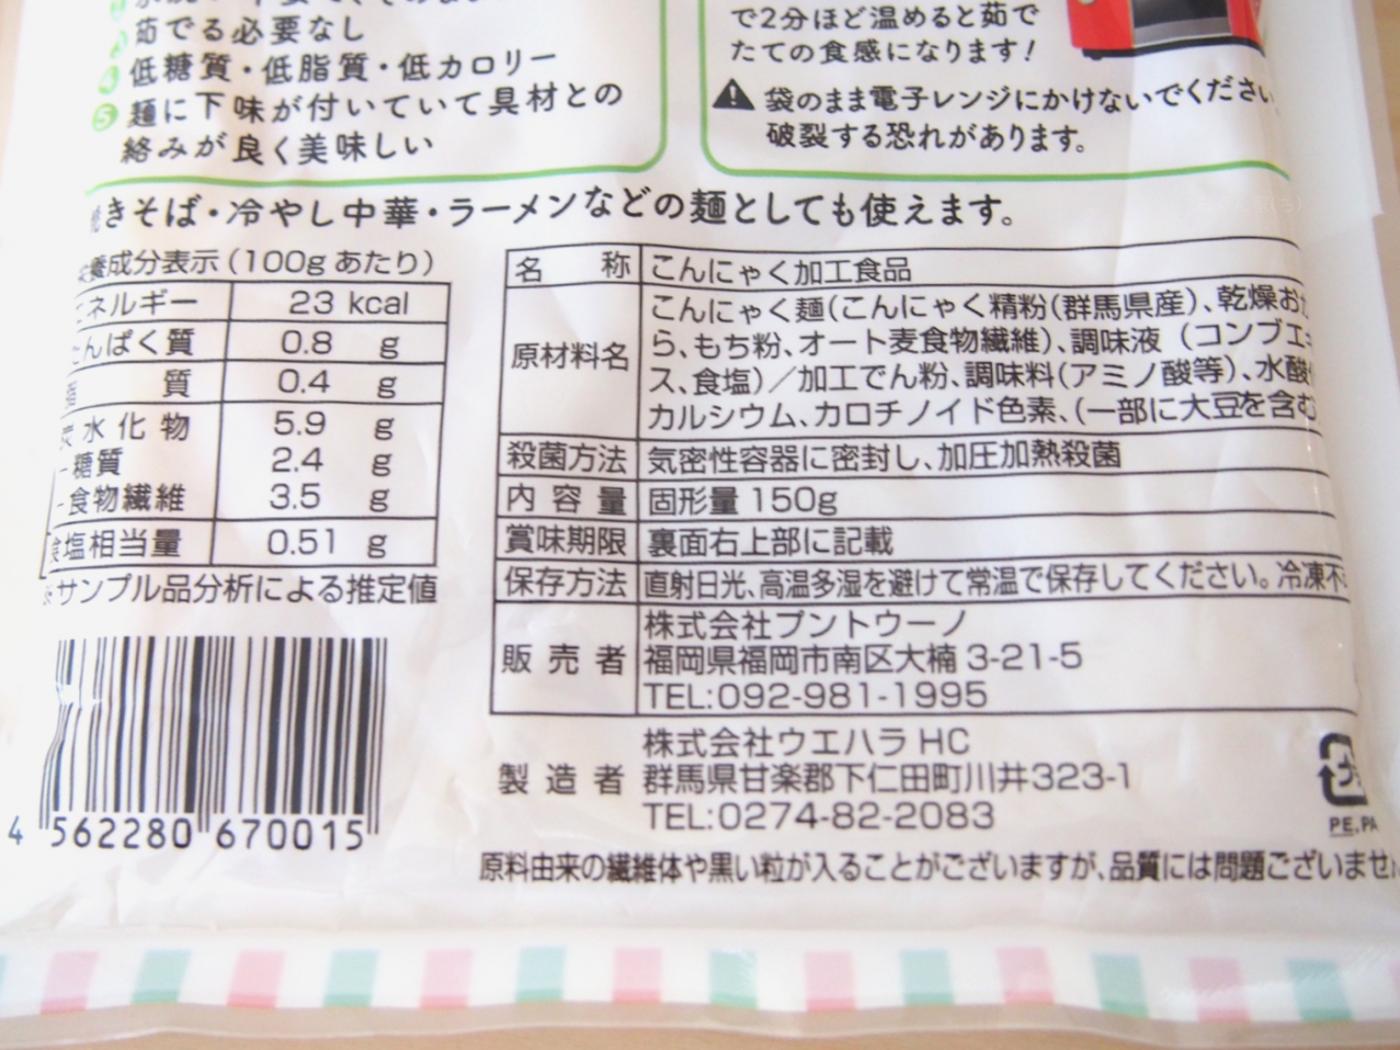 茹でる必要なし
低糖質・低脂質・低カロリー
⑤ 麺に下味が付いていて具材との
絡みが良く美味しい
で2分ほど温めると茹で
たての食感になります!
袋のまま電子レンジにかけないでください
破裂する恐れがあります。
きそば・冷やし中華・ラーメンなどの麺としても使えます。
養成分表示(100gあたり)
ネルギー 23 kcal
んぱく質 0.8 g
質 0.4 g
水化物 5.9 g
-糖質 2.4 g
-食物繊維 3.5 g
塩相当量 0.51 g
サンプル品分析による推定値
4 562280 670015
名称 こんにゃく加工食品
原材料名 こんにゃく麺(こんにゃく精粉(群馬県産)、乾燥おか
ら、もち粉、オート麦食物繊維)、調味液(コンブエキ
ス、食塩)/加工でん粉、調味料(アミノ酸等)、水酸化
カルシウム、カロチノイド色素、(一部に大豆を含む
殺菌方法 気密性容器に密封し、加圧加熱殺菌
内容量 固形量 150g
賞味期限 裏面右上部に記載
保存方法 直射日光、高温多湿を避けて常温で保存してください。冷凍不
販売者 株式会社プントウーノ
福岡県福岡市南区大楠 3-21-5
TEL:092-981-1995
製造者 株式会社ウエハラ HC
群馬県甘楽郡下仁田町川井323-1
TEL:0274-82-2083
プラ
PE,PA
原料由来の繊維体や黒い粒が入ることがございますが、品質には問題ございませ